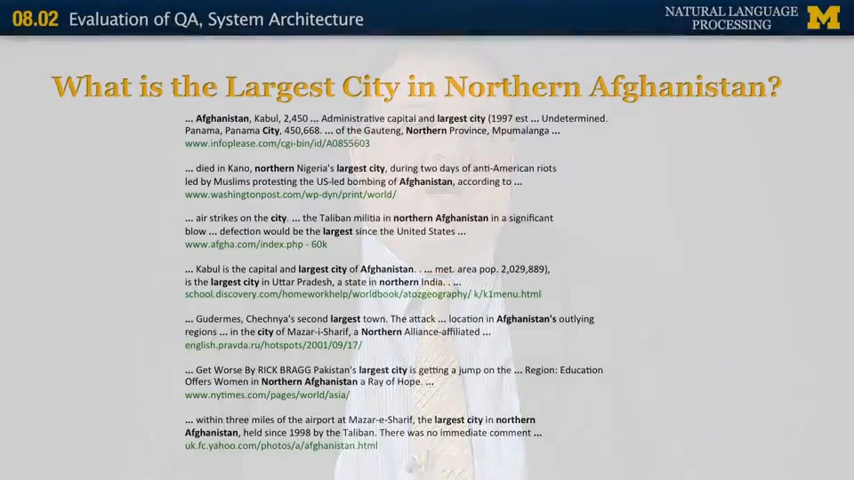 08.02 Evaluation of QA, System Architecture
NATURAL LANGUAGE
PROCESSING
M
What is the Largest City in Northern Afghanistan?
... Afghanistan, Kabul, 2,450 ... Administrative capital and largest city (1997 est ... Undetermined.
Panama, Panama City, 450,668. ... of the Gauteng, Northern Province, Mpumalanga ...
www.infoplease.com/cgi-bin/id/A0855603
... died in Kano, northern Nigeria's largest city, during two days of anti-American riots
led by Muslims protesting the US-led bombing of Afghanistan, according to ...
www.washingtonpost.com/wp-dyn/print/world/
... air strikes on the city. ... the Taliban militia in northern Afghanistan in a significant
blow ... defection would be the largest since the United States ...
www.afgha.com/index.php - 60k
... Kabul is the capital and largest city of Afghanistan. . ... met. area pop. 2,029,889),
is the largest city in Uttar Pradesh, a state in northern India. . ...
school.discovery.com/homeworkhelp/worldbook/atozgeography/ k/k1menu.html
... Gudermes, Chechnya's second largest town. The attack ... location in Afghanistan's outlying
regions ... in the city of Mazar-i-Sharif, a Northern Alliance-affiliated ...
english.pravda.ru/hotspots/2001/09/17/
... Get Worse By RICK BRAGG Pakistan's largest city is getting a jump on the ... Region: Education
Offers Women in Northern Afghanistan a Ray of Hope. ...
www.nytimes.com/pages/world/asia/
... within three miles of the airport at Mazar-e-Sharif, the largest city in northern
Afghanistan, held since 1998 by the Taliban. There was no immediate comment ...
uk.fc.yahoo.com/photos/a/afghanistan.html